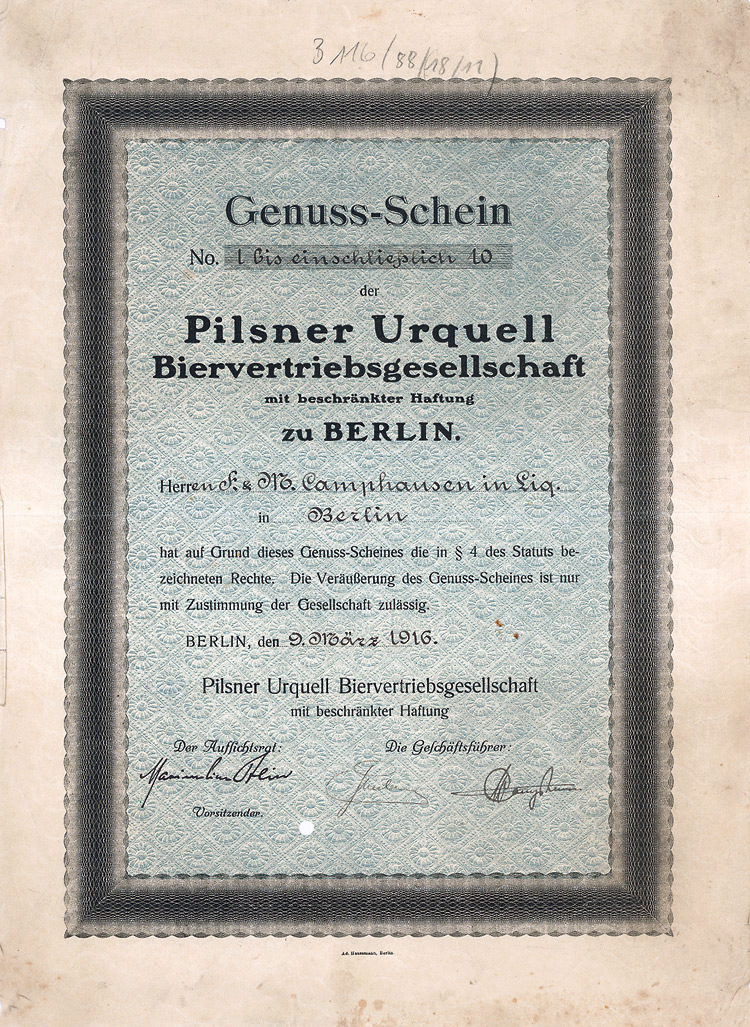 B 116 (88/18/11)
Genuss-Schein
No. 1 bis einschließlich 10
der
Pilsner Urquell
Biervertriebsgesellschaft
mit beschränkter Haftung
zu BERLIN.
Herren F. & M. Camphausen in Liq.
in Berlin
hat auf Grund dieses Genuss-Scheines die in § 4 des Statuts be-
zeichneten Rechte. Die Veräußerung des Genuss-Scheines ist nur
mit Zustimmung der Gesellschaft zulässig.
BERLIN, den 9. März 1916.
Pilsner Urquell Biervertriebsgesellschaft
mit beschränkter Haftung
Der Aufsichtsrat: Die Geschäftsführer:
Vorsitzender.
Ad. Haussmann, Berlin.